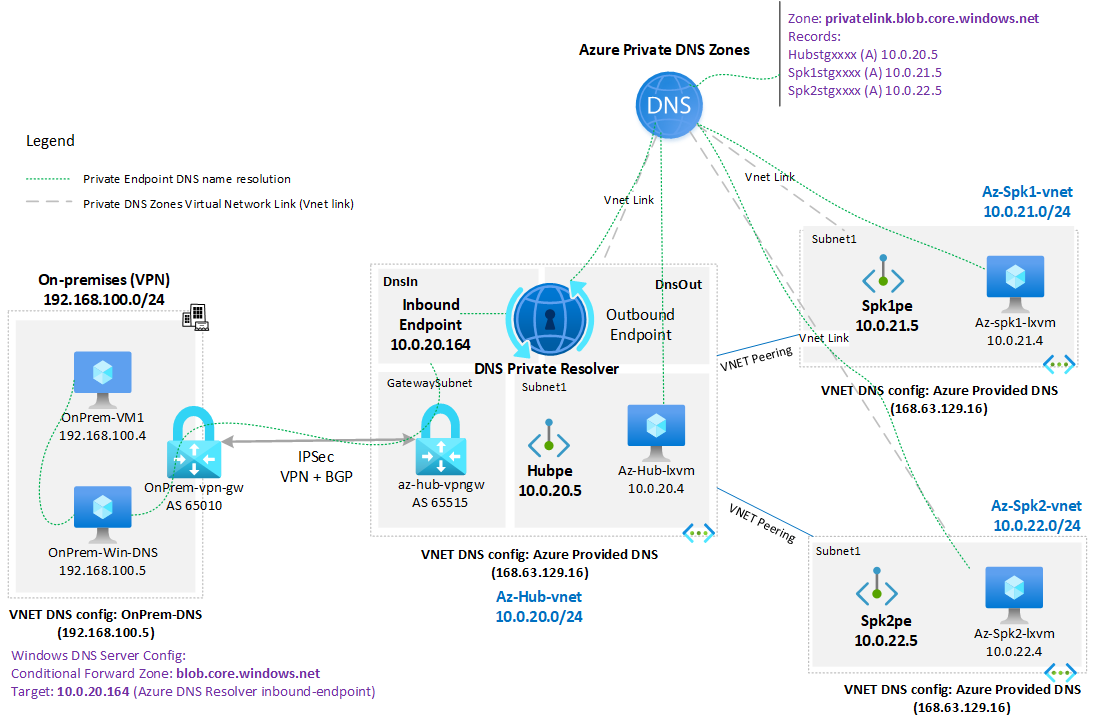 Zone: privatelink.blob.core.windows.net
Records:
Hubstgxxxx (A) 10.0.20.5
Spk1stgxxxx (A) 10.0.21.5
Spk2stgxxxx (A) 10.0.22.5
Azure Private DNS Zones
DNS
Legend
Private Endpoint DNS name resolution
Private DNS Zones Virtual Network Link (Vnet link)
Vnet Link
Vnet Link
Vnet Link
On-premises (VPN)
192.168.100.0/24
OnPrem-VM1
192.168.100.4
OnPrem-vpn-gw
AS 65010
OnPrem-Win-DNS
192.168.100.5
VNET DNS config: OnPrem-DNS
(192.168.100.5)
Windows DNS Server Config:
Conditional Forward Zone: blob.core.windows.net
Target: 10.0.20.164 (Azure DNS Resolver inbound-endpoint)
IPSec
VPN + BGP
DnsIn
Inbound
Endpoint
10.0.20.164
DnsOut
Outbound
Endpoint
DNS Private Resolver
GatewaySubnet
az-hub-vpngw
AS 65515
Subnet1
Hubpe
10.0.20.5
Az-Hub-lxvm
10.0.20.4
VNET DNS config: Azure Provided DNS
(168.63.129.16)
Az-Hub-vnet
10.0.20.0/24
VNET Peering
VNET Peering
Az-Spk1-vnet
10.0.21.0/24
Subnet1
Spk1pe
10.0.21.5
Az-spk1-lxvm
10.0.21.4
VNET DNS config: Azure Provided DNS
(168.63.129.16)
Az-Spk2-vnet
10.0.22.0/24
Subnet1
Spk2pe
10.0.22.5
Az-Spk2-lxvm
10.0.22.4
VNET DNS config: Azure Provided DNS
(168.63.129.16)